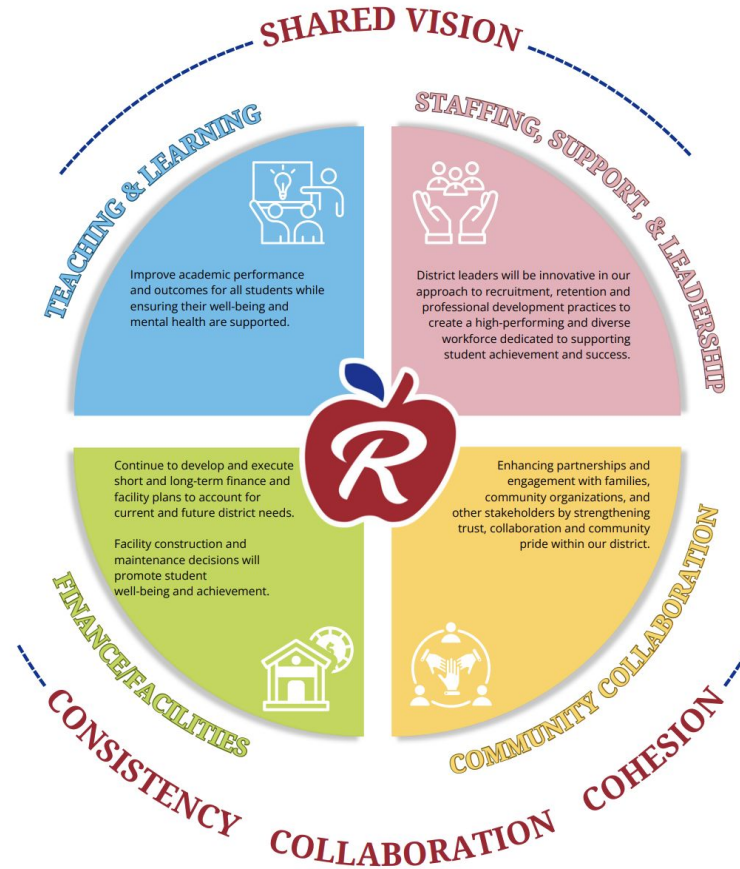 SHARED VISION
TEACHING & LEARNING
Improve academic performance
and outcomes for all students while
ensuring their well-being and
mental health are supported.
STAFFING, SUPPORT, & LEADERSHIP
District leaders will be innovative in our
approach to recruitment, retention and
professional development practices to
create a high-performing and diverse
workforce dedicated to supporting
student achievement and success.
R
Continue to develop and execute
short and long-term finance and
facility plans to account for
current and future district needs.
Facility construction and
maintenance decisions will
promote student
well-being and achievement.
FINANCE/FACILITIES
Enhancing partnerships and
engagement with families,
community organizations, and
other stakeholders by strengthening
trust, collaboration and community
pride within our district.
COMMUNITY COLLABORATION
CONSISTENCY COLLABORATION COHESION